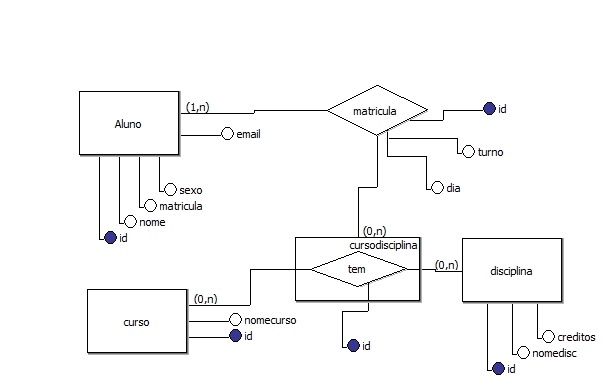 (1,n)
id
Aluno
matricula
email
turno
sexo
dia
matricula
nome
(0,n)
id
cursodisciplina
(0,n)
tem
disciplina
(0,n)
nomecurso
curso
id
creditos
id
nomedisc
id